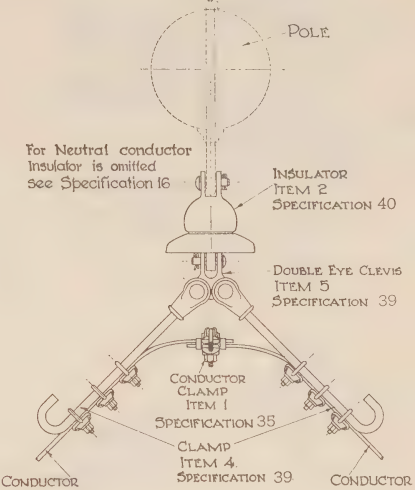 POLE
For Neutral conductor
Insulator is omitted
see Specification 16
INSULATOR
ITEM 2
SPECIFICATION 40
DOUBLE EYE CLEVIS
ITEM 5
SPECIFICATION 39
CONDUCTOR
CLAMP
ITEM 1
SPECIFICATION 35
CLAMP
ITEM 4.
SPECIFICATION 39
CONDUCTOR
CONDUCTOR